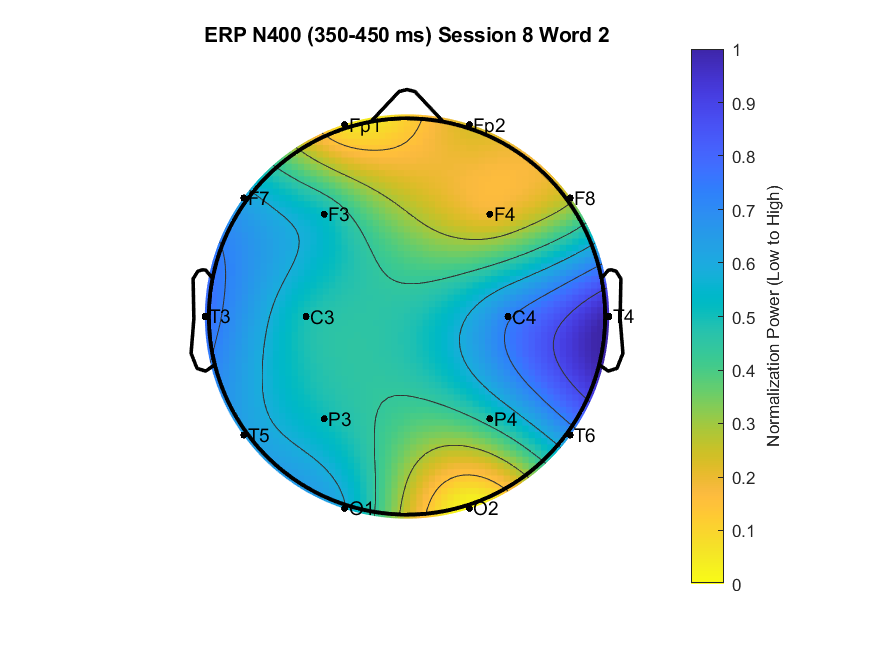 ERP N400 (350-450 ms) Session 8 Word 2
Fp1
Fp2
F7
F3
F4
F8
T3
C3
C4
T4
T5
P3
P4
T6
O1
O2
1
0.9
0.8
0.7
0.6
0.5
0.4
0.3
0.2
0.1
0
Normalization Power (Low to High)